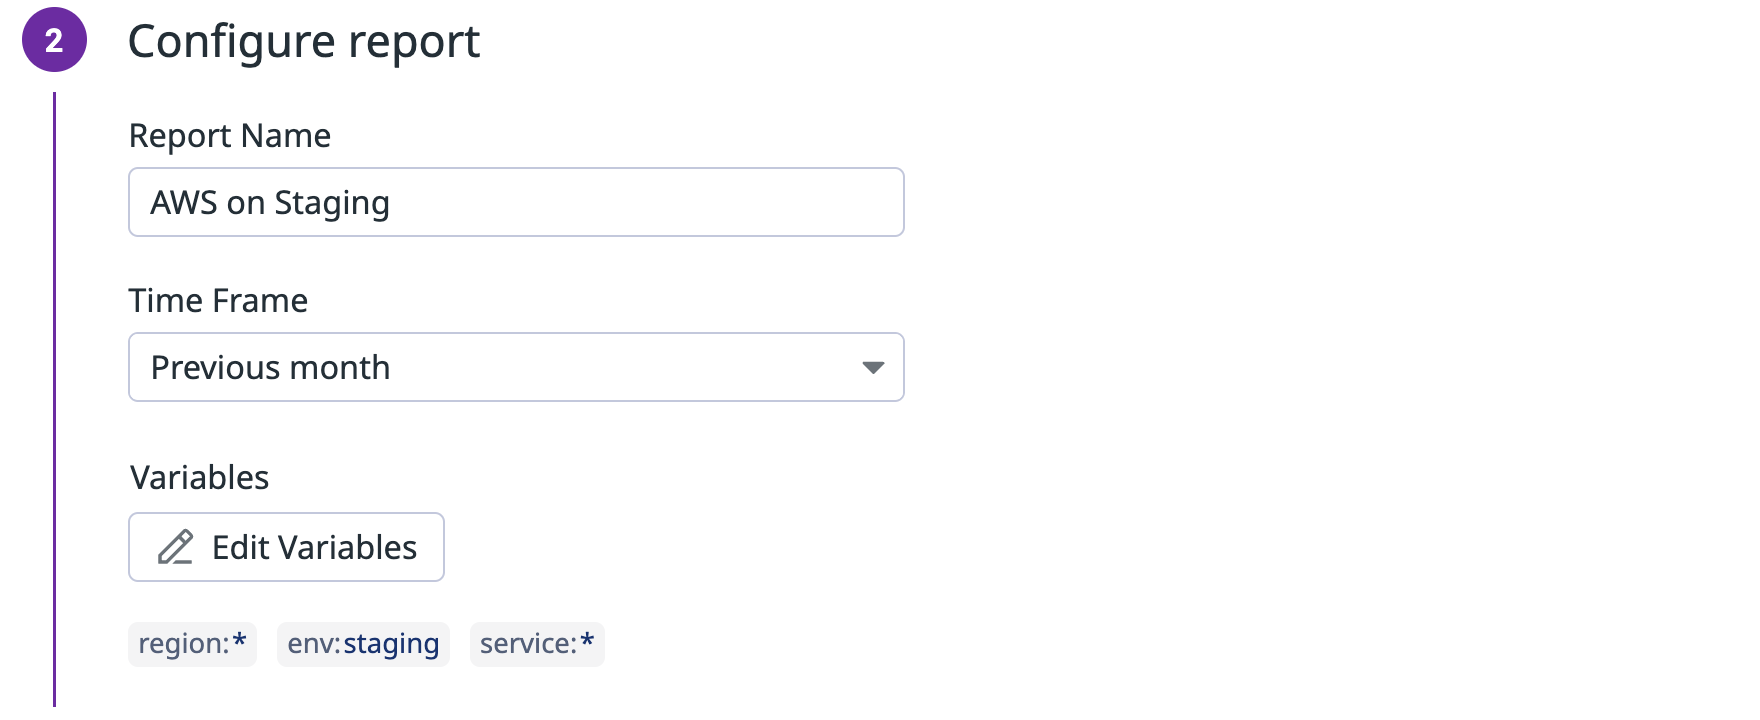 2 Configure report
Report Name
AWS on Staging
Time Frame
Previous month
Variables
Edit Variables
region:* env:staging service:*